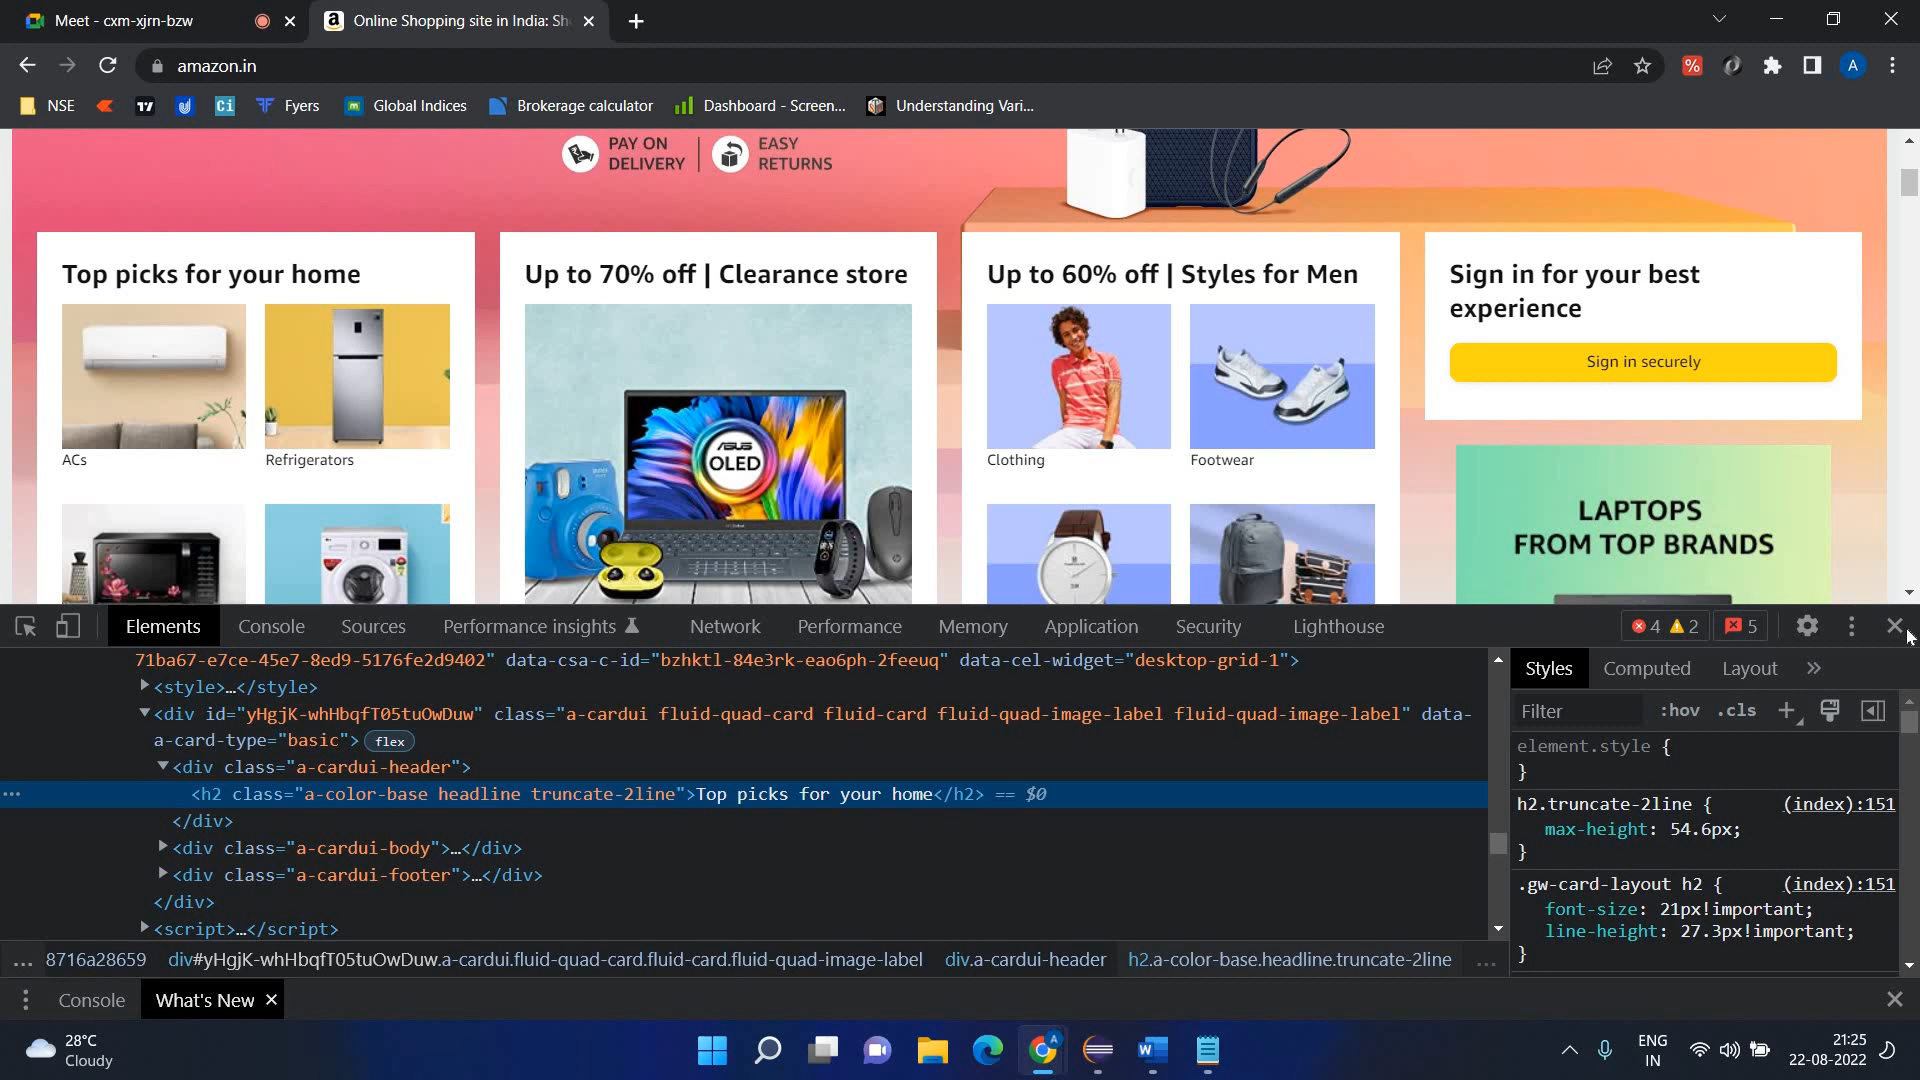 Meet - cxm-xjrn-bzw
Online Shopping site in India: Sh
amazon.in
NSE
Fyers
Global Indices
Brokerage calculator
Dashboard - Screen...
Understanding Vari...
PAY ON DELIVERY
EASY RETURNS
Top picks for your home
ACs
Refrigerators
Up to 70% off | Clearance store
ASUS
OLED
Up to 60% off | Styles for Men
Clothing
Footwear
Sign in for your best
experience
Sign in securely
LAPTOPS
FROM TOP BRANDS
Elements Console Sources Performance insights Network Performance Memory Application Security Lighthouse 4 2 5
71ba67-e7ce-45e7-8ed9-5176fe2d9402" data-csa-c-id="bzhktl-84e3rk-eao6ph-2feeuq" data-cel-widget="desktop-grid-1">
<style>…</style>
<div id="yHgjK-whHbqfT05tuOwDuw" class="a-cardui fluid-quad-card fluid-card fluid-quad-image-label fluid-quad-image-label" data-
a-card-type="basic"> flex
<div class="a-cardui-header">
<h2 class="a-color-base headline truncate-2line">Top picks for your home</h2> == $0
</div>
<div class="a-cardui-body">…</div>
<div class="a-cardui-footer">…</div>
</div>
<script>…</script>
... 8716a28659 div#yHgjK-whHbqfT05tuOwDuw.a-cardui.fluid-quad-card.fluid-card.fluid-quad-image-label div.a-cardui-header h2.a-color-base.headline.truncate-2line ...
Styles Computed Layout
Filter :hov .cls
element.style {
}
h2.truncate-2line { (index):151
max-height: 54.6px;
}
.gw-card-layout h2 { (index):151
font-size: 21px!important;
line-height: 27.3px!important;
}
Console What's New
28°C
Cloudy
ENG
IN
21:25
22-08-2022